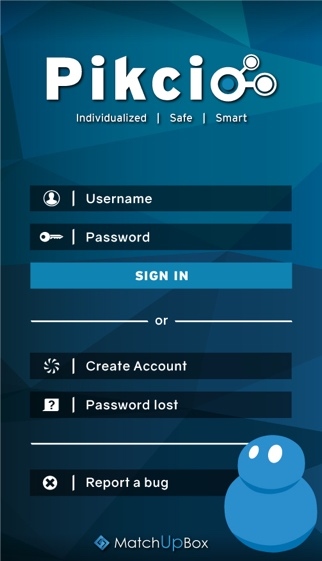 Pikcio
Individualized | Safe | Smart
Username
Password
SIGN IN
or
Create Account
Password lost
Report a bug
MatchUpBox